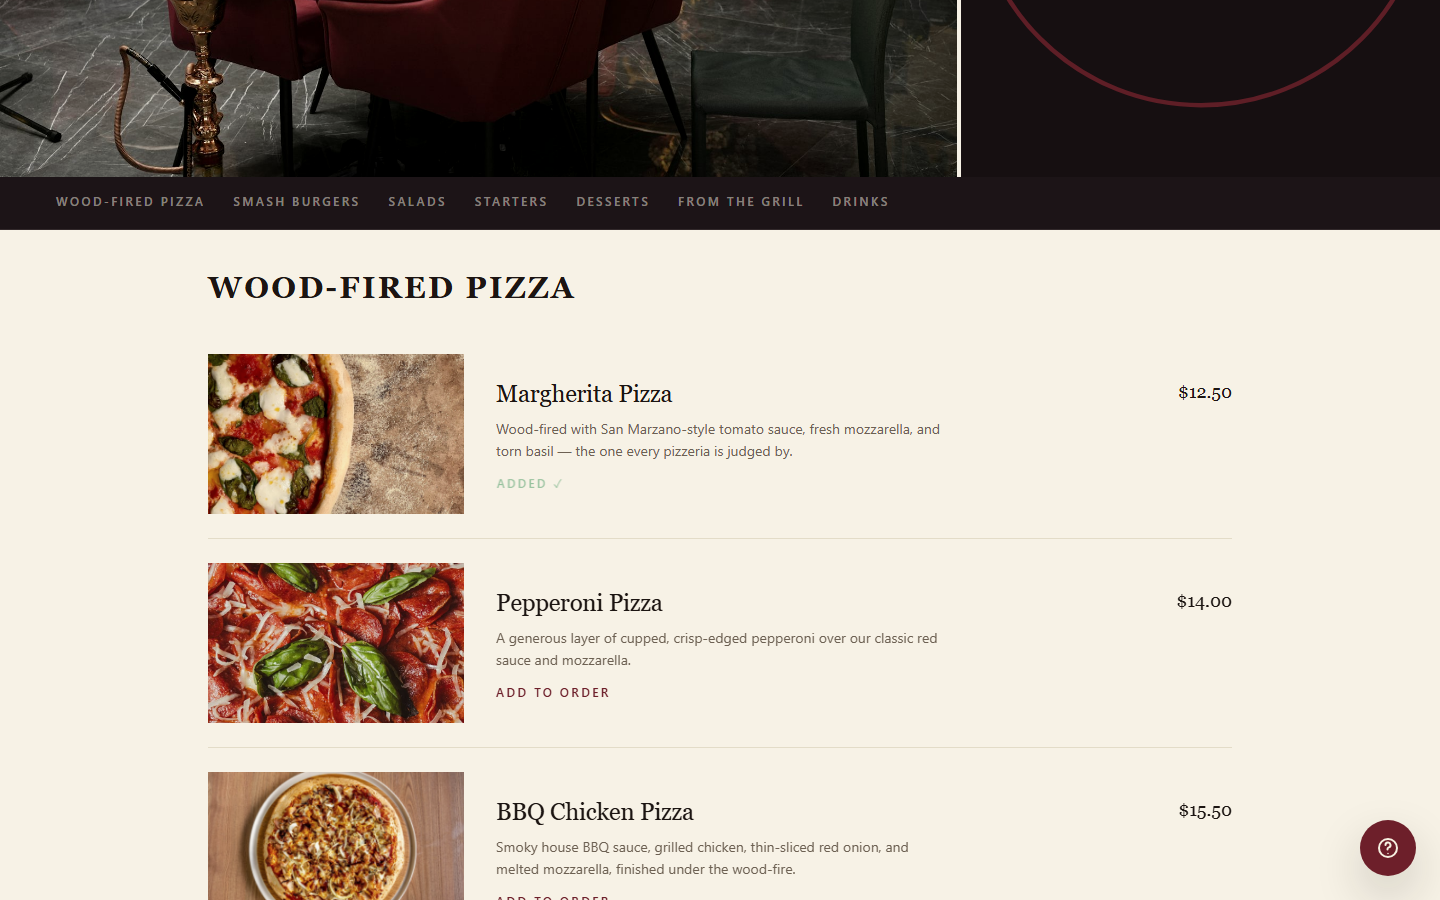 WOOD-FIRED PIZZA SMASH BURGERS SALADS STARTERS DESSERTS FROM THE GRILL DRINKS
WOOD-FIRED PIZZA
Margherita Pizza
$12.50
Wood-fired with San Marzano-style tomato sauce, fresh mozzarella, and
torn basil — the one every pizzeria is judged by.
ADDED ✓
Pepperoni Pizza
$14.00
A generous layer of cupped, crisp-edged pepperoni over our classic red
sauce and mozzarella.
ADD TO ORDER
BBQ Chicken Pizza
$15.50
Smoky house BBQ sauce, grilled chicken, thin-sliced red onion, and
melted mozzarella, finished under the wood-fire.
ADD TO ORDER